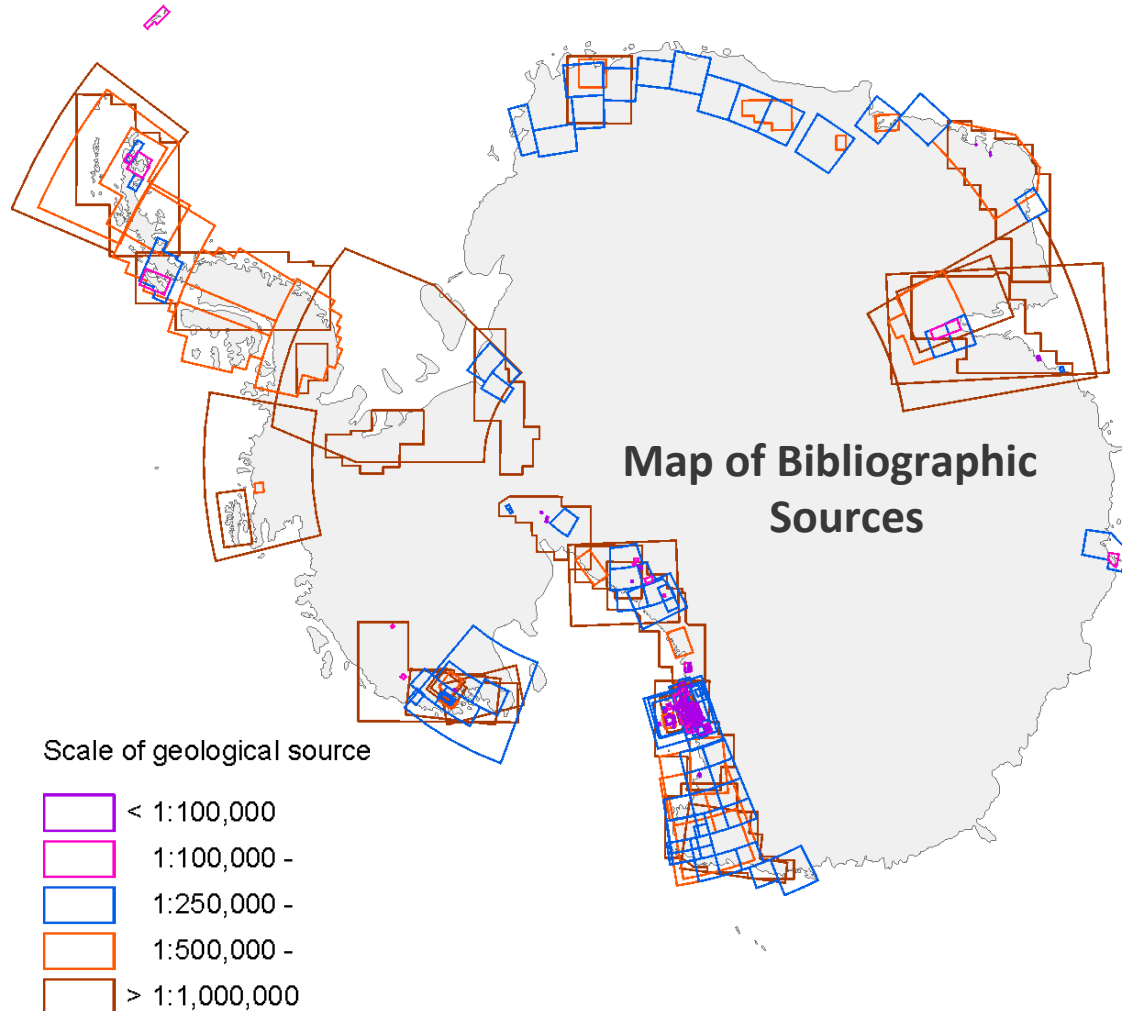 Map of Bibliographic
Sources
Scale of geological source
< 1:100,000
1:100,000 -
1:250,000 -
1:500,000 -
> 1:1,000,000